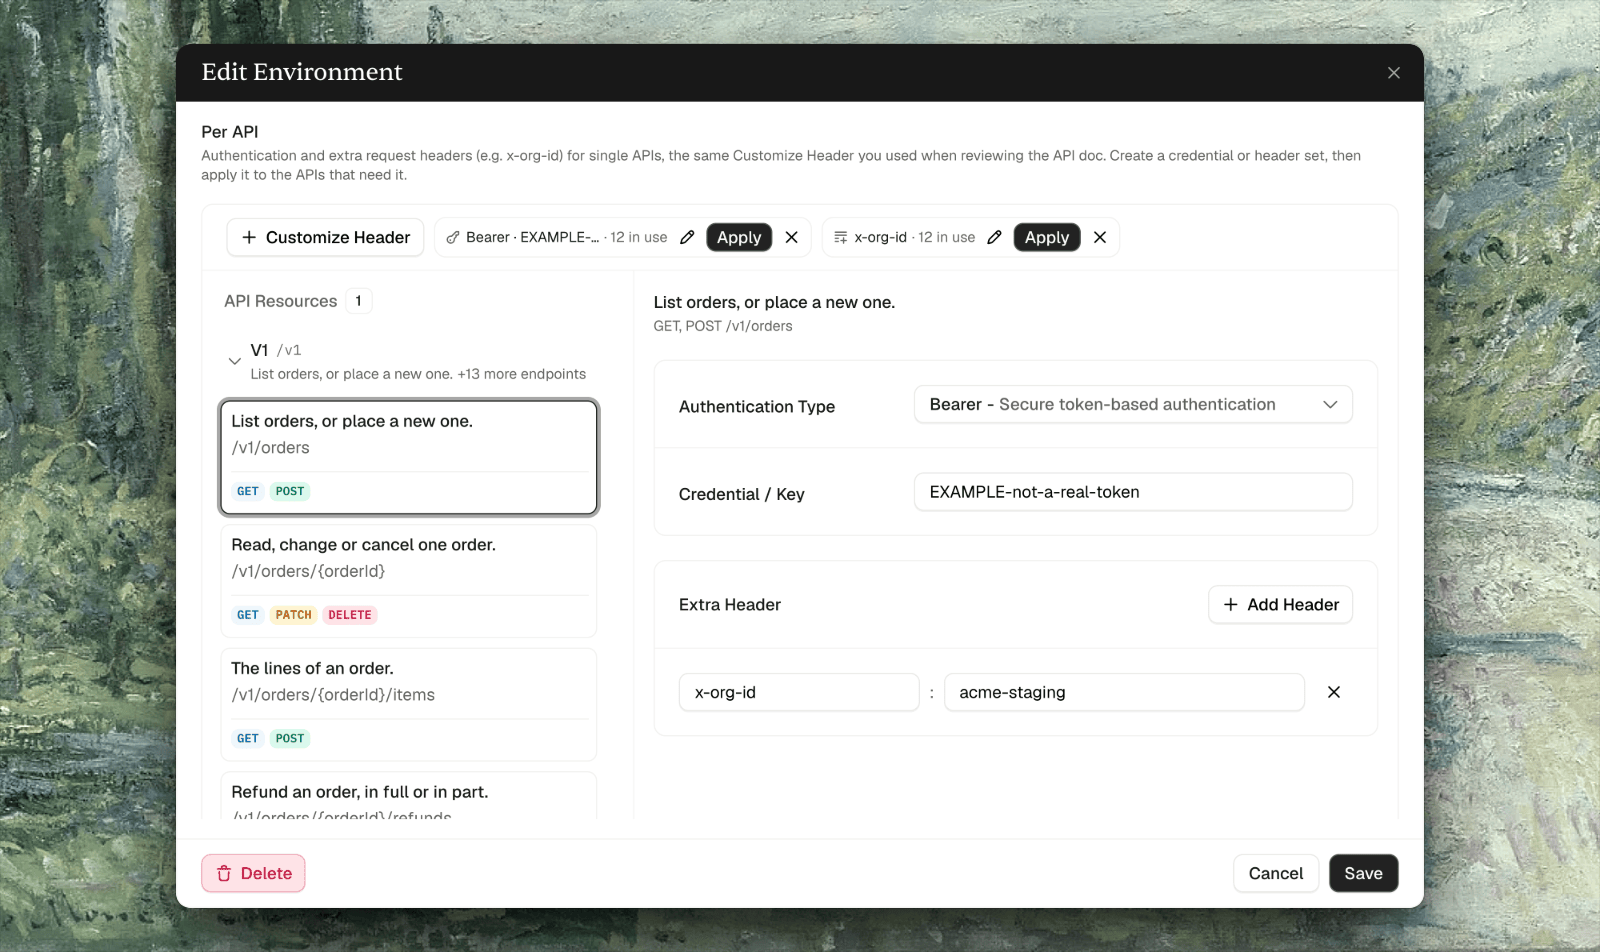 Edit Environment
Per API
Authentication and extra request headers (e.g. x-org-id) for single APIs, the same Customize Header you used when reviewing the API doc. Create a credential or header set, then
apply it to the APIs that need it.
+ Customize Header
Bearer · EXAMPLE-... · 12 in use
Apply
x-org-id · 12 in use
Apply
API Resources 1
V1 /v1
List orders, or place a new one. +13 more endpoints
List orders, or place a new one.
/v1/orders
GET POST
Read, change or cancel one order.
/v1/orders/{orderId}
GET PATCH DELETE
The lines of an order.
/v1/orders/{orderId}/items
GET POST
Refund an order, in full or in part.
/v1/orders/{orderId}/refunds
List orders, or place a new one.
GET, POST /v1/orders
Authentication Type
Bearer - Secure token-based authentication
Credential / Key
EXAMPLE-not-a-real-token
Extra Header
+ Add Header
x-org-id : acme-staging
Delete
Cancel
Save